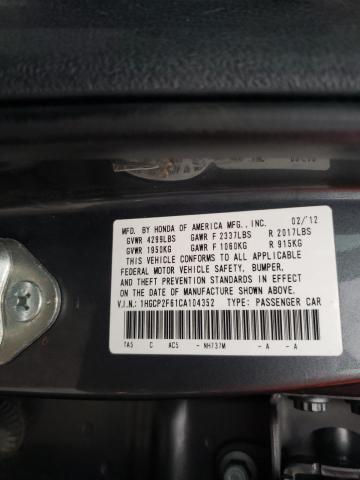 MFD. BY HONDA OF AMERICA MFG., INC. 02/12
GVWR 4299LBS GAWR F 2337LBS R 2017LBS
GVWR 1950KG GAWR F 1060KG R 915KG
THIS VEHICLE CONFORMS TO ALL APPLICABLE
FEDERAL MOTOR VEHICLE SAFETY, BUMPER,
AND THEFT PREVENTION STANDARDS IN EFFECT
ON THE DATE OF MANUFACTURE SHOWN ABOVE.
V.I.N.: 1HGCP2F61CA104352 TYPE: PASSENGER CAR
TA5 C AC5 - NH737M - A - A